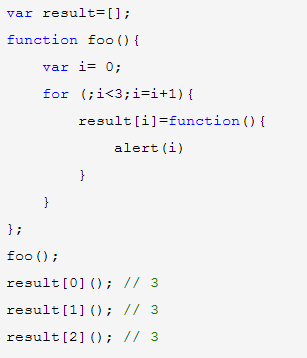 var result=[];
function foo(){
    var i= 0;
    for (;i<3;i=i+1){
        result[i]=function(){
            alert(i)
        }
    }
};
foo();
result[0](); // 3
result[1](); // 3
result[2](); // 3